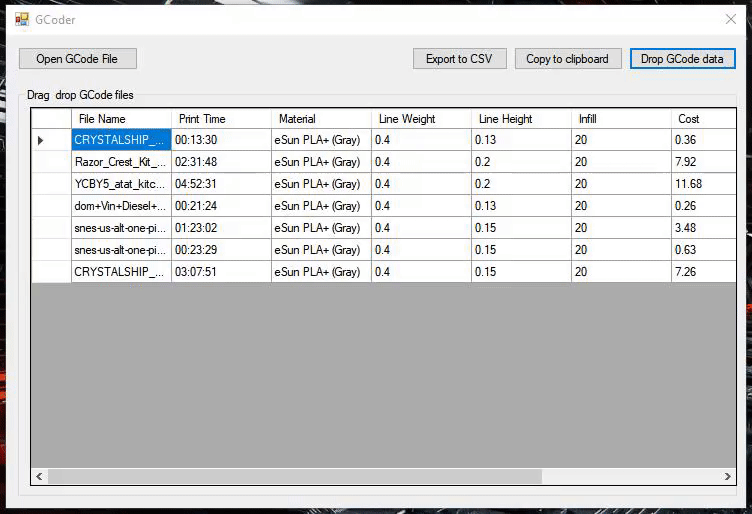 GCoder
Open GCode File Export to CSV Copy to clipboard Drop GCode data
Drag drop GCode files
File Name Print Time Material Line Weight Line Height Infill Cost
CRYSTALSHIP_... 00:13:30 eSun PLA+ (Gray) 0.4 0.13 20 0.36
Razor_Crest_Kit_... 02:31:48 eSun PLA+ (Gray) 0.4 0.2 20 7.92
YCBY5_atat_kitc... 04:52:31 eSun PLA+ (Gray) 0.4 0.2 20 11.68
dom+Vin+Diesel+... 00:21:24 eSun PLA+ (Gray) 0.4 0.13 20 0.26
snes-us-alt-one-pi... 01:23:02 eSun PLA+ (Gray) 0.4 0.15 20 3.48
snes-us-alt-one-pi... 00:23:29 eSun PLA+ (Gray) 0.4 0.15 20 0.63
CRYSTALSHIP_... 03:07:51 eSun PLA+ (Gray) 0.4 0.15 20 7.26